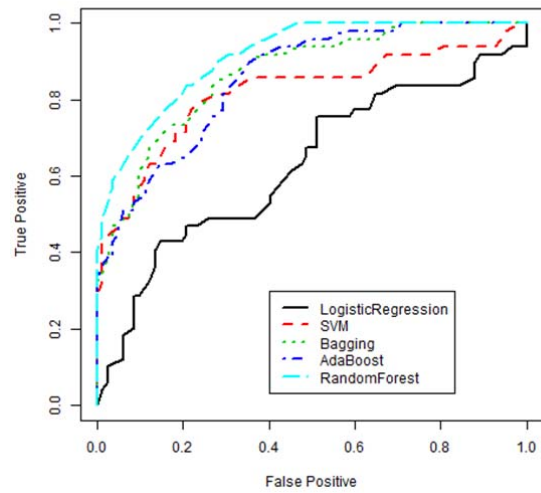 1.0
0.8
0.6
0.4
0.2
0.0
True Positive
LogisticRegression
SVM
Bagging
AdaBoost
RandomForest
0.0 0.2 0.4 0.6 0.8 1.0
False Positive